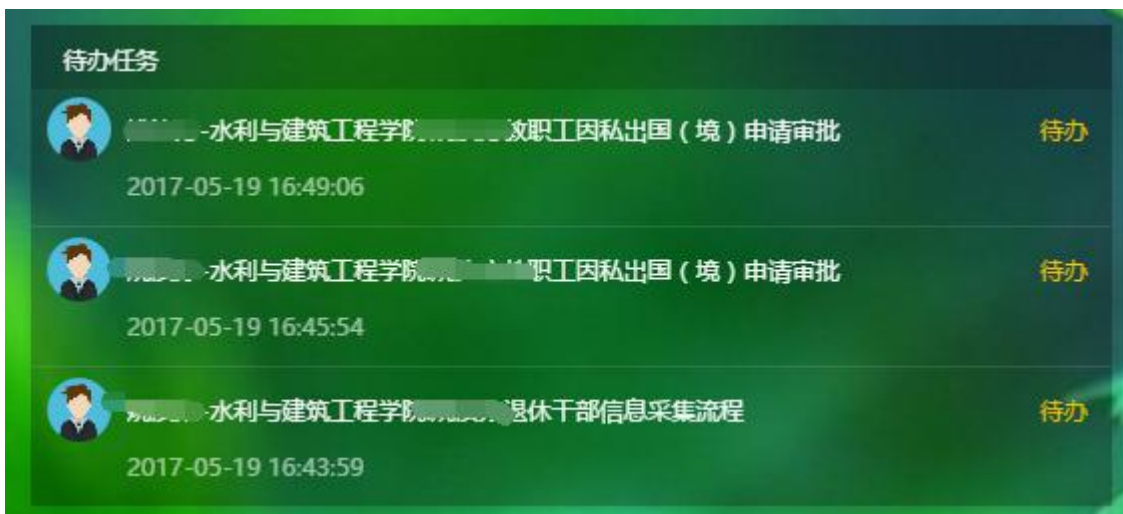 待办任务
-水利与建筑工程学院职工因私出国（境）申请审批
待办
2017-05-19 16:49:06
-水利与建筑工程学院职工因私出国（境）申请审批
待办
2017-05-19 16:45:54
-水利与建筑工程学院退休干部信息采集流程
待办
2017-05-19 16:43:59